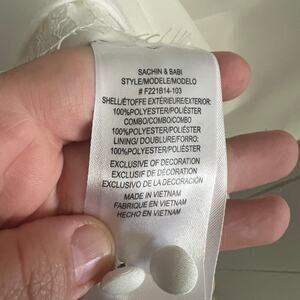 SACHIN & BABI
STYLE/MODELE/MODELO
# F221B14-103
SHELL/ÉTOFFE EXTÉRIEURE/EXTERIOR:
100%POLYESTER/POLIÉSTER
COMBO/COMBO/COMBO
100%POLYESTER/POLIÉSTER
LINING/ DOUBLURE/FORRO:
100%POLYESTER/POLIÉSTER
EXCLUSIVE OF DECORATION
EXCLUSIF DE DÉCORATION
EXCLUSIVO DE LA DECORACIÓN
MADE IN VIETNAM
FABRIQUE EN VIETNAM
HECHO EN VIETNAM